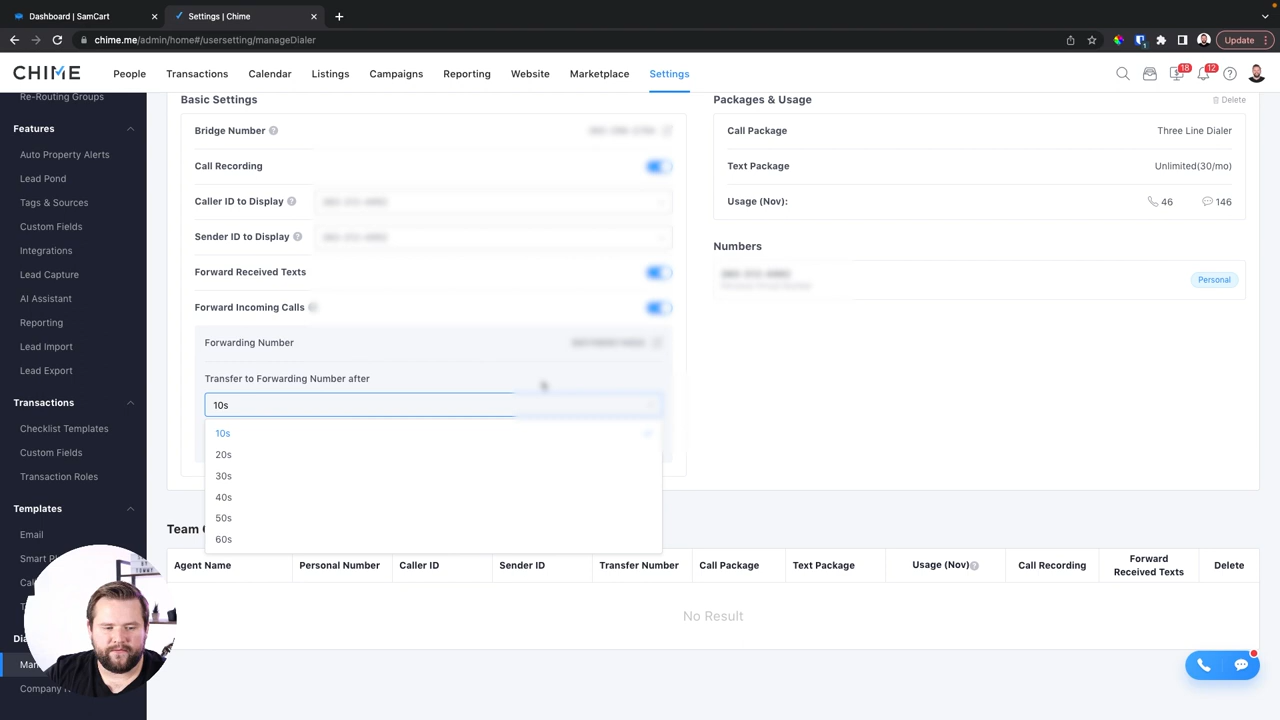 Dashboard | SamCart
Settings | Chime
chime.me/admin/home#/usersetting/manageDialer
Update
CHIME
People
Transactions
Calendar
Listings
Campaigns
Reporting
Website
Marketplace
Settings
18
12
Re-Routing Groups
Features
Auto Property Alerts
Lead Pond
Tags & Sources
Custom Fields
Integrations
Lead Capture
AI Assistant
Reporting
Lead Import
Lead Export
Transactions
Checklist Templates
Custom Fields
Transaction Roles
Templates
Email
Smart
Basic Settings
Bridge Number
Call Recording
Caller ID to Display
Sender ID to Display
Forward Received Texts
Forward Incoming Calls
Forwarding Number
Transfer to Forwarding Number after
10s
10s
20s
30s
40s
50s
60s
Packages & Usage
Delete
Call Package
Three Line Dialer
Text Package
Unlimited(30/mo)
Usage (Nov):
46
146
Numbers
Personal
Team
Agent Name
Personal Number
Caller ID
Sender ID
Transfer Number
Call Package
Text Package
Usage (Nov)
Call Recording
Forward
Received Texts
Delete
No Result
Company